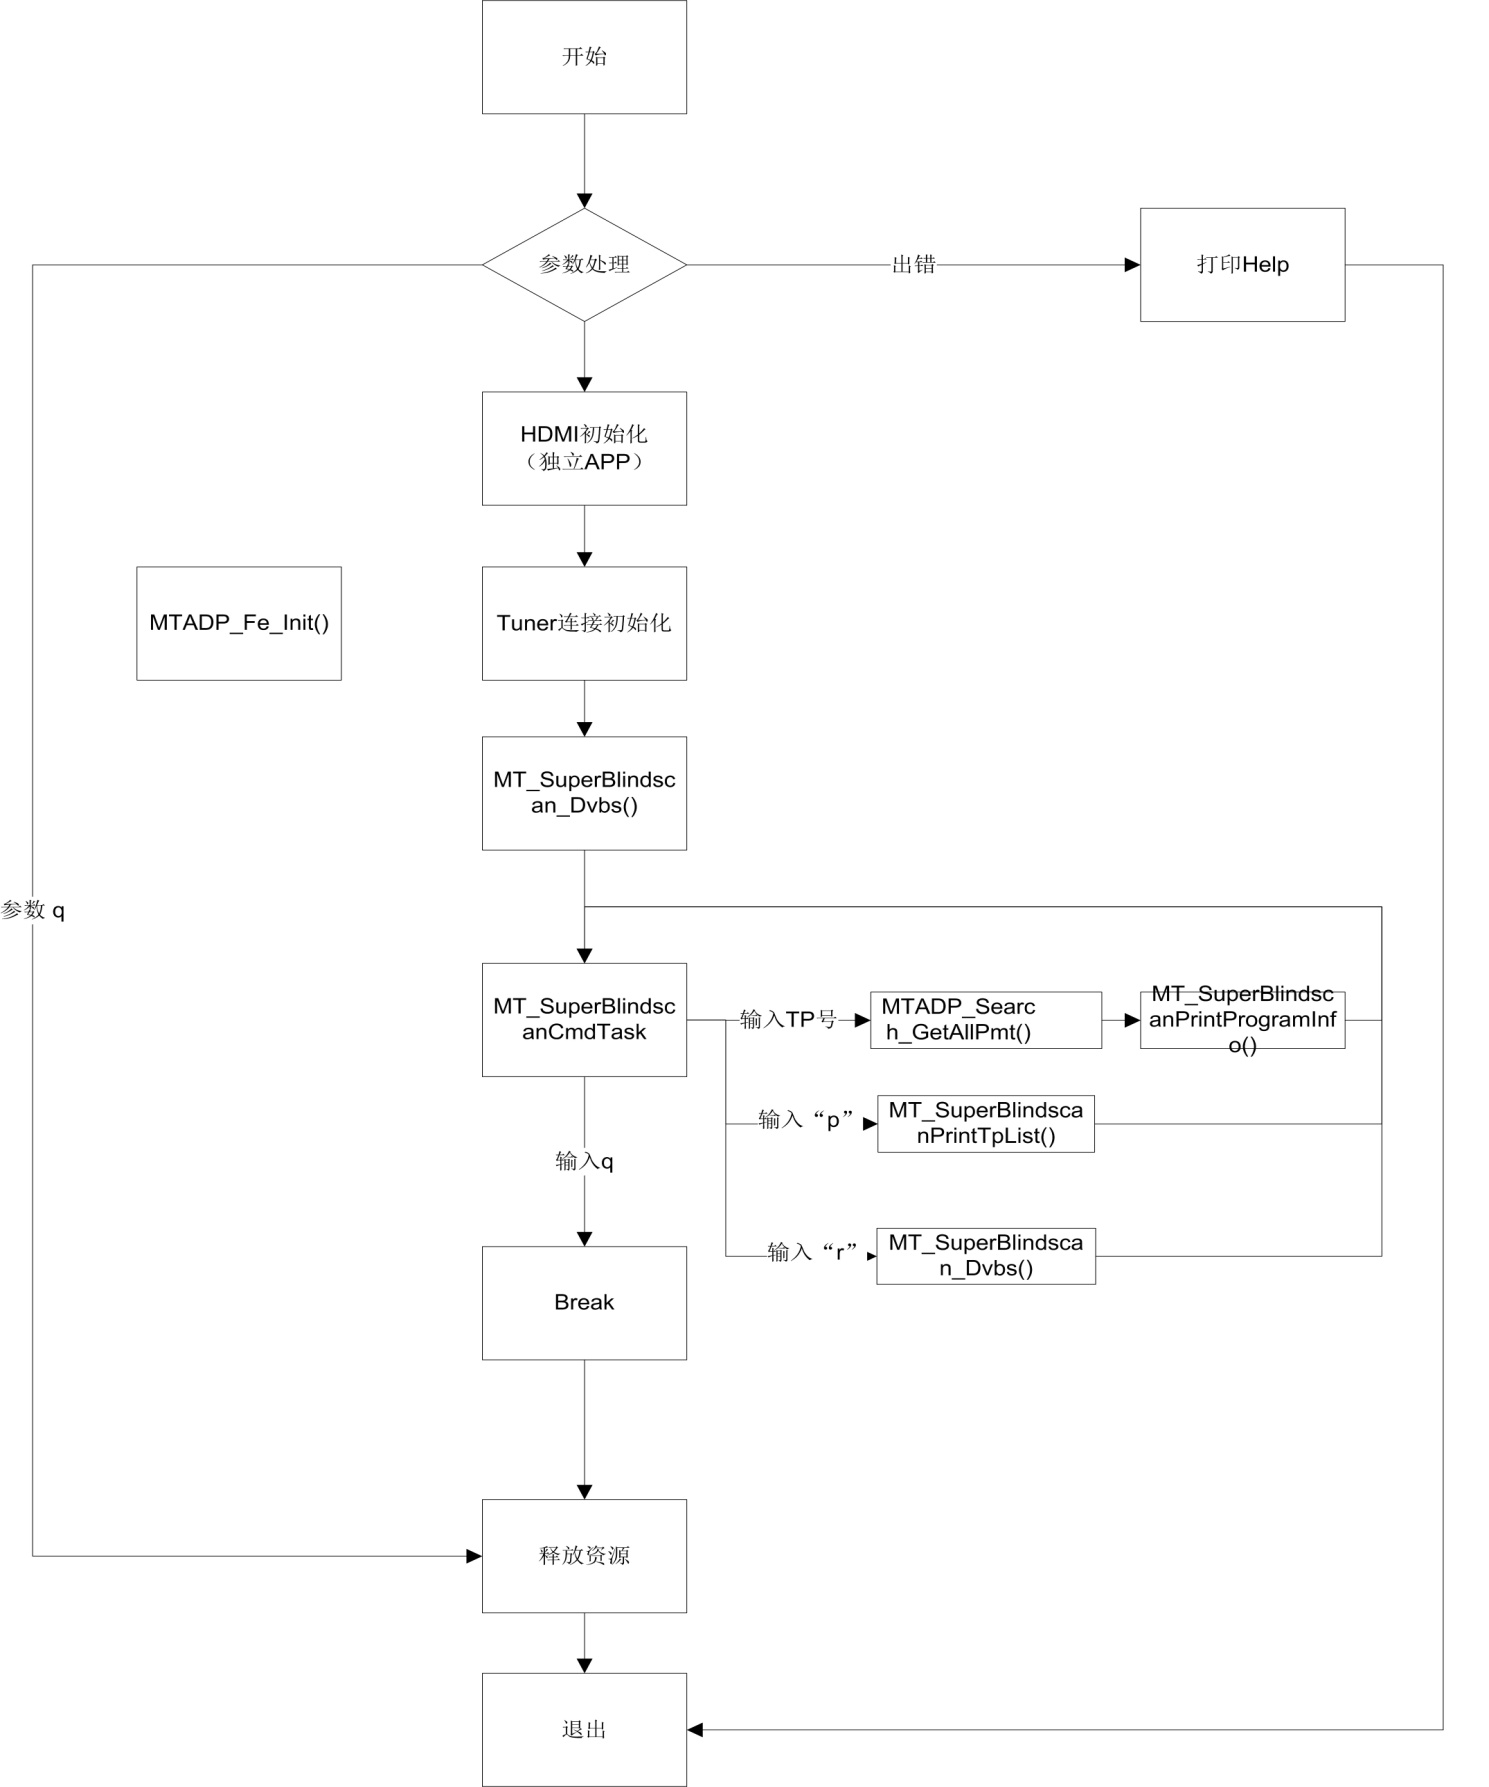 开始
参数处理
出错
打印Help
HDMI初始化
（独立APP）
MTADP_Fe_Init()
Tuner连接初始化
MT_SuperBlindsc
an_Dvbs()
参数 q
MT_SuperBlindsc
anCmdTask
输入TP号
MTADP_Searc
h_GetAllPmt()
MT_SuperBlindsc
anPrintProgramInf
o()
输入“p”
MT_SuperBlindsca
nPrintTpList()
输入q
输入“r”
MT_SuperBlindsca
n_Dvbs()
Break
释放资源
退出